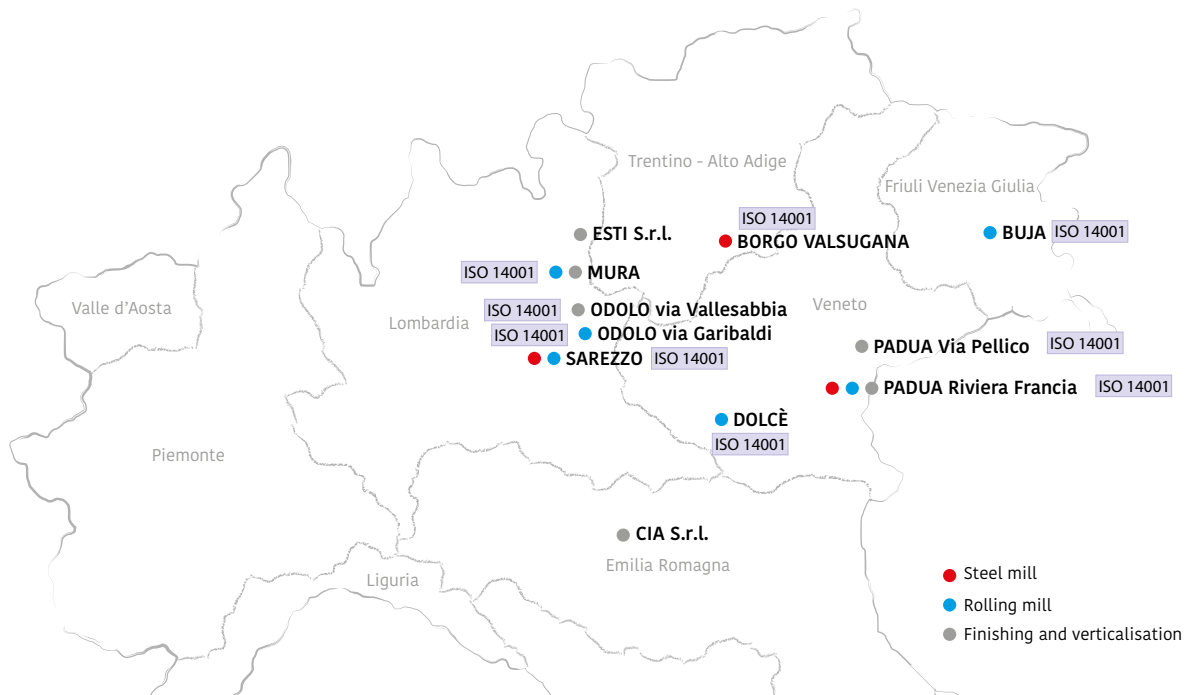 Trentino - Alto Adige
Friuli Venezia Giulia
ISO 14001
ESTI S.r.l.
BORGO VALSUGANA
BUJA ISO 14001
ISO 14001 MURA
Valle d’Aosta
ISO 14001 ODOLO via Vallesabbia
Veneto
Lombardia
ISO 14001 ODOLO via Garibaldi
PADUA Via Pellico ISO 14001
SAREZZO ISO 14001
PADUA Riviera Francia ISO 14001
DOLCÈ
ISO 14001
Piemonte
CIA S.r.l.
Emilia Romagna
Liguria
Steel mill
Rolling mill
Finishing and verticalisation